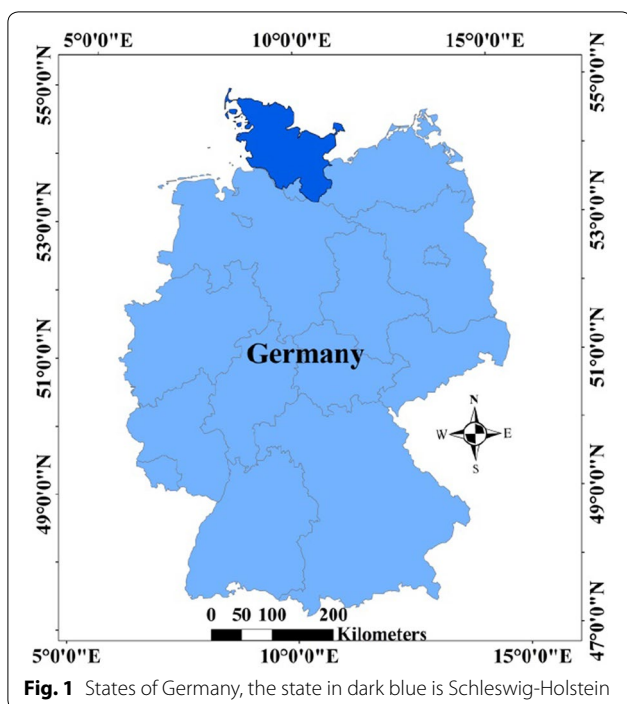 5°0'0"E 10°0'0"E 15°0'0"E
55°0'0"N 55°0'0"N
53°0'0"N 53°0'0"N
51°0'0"N Germany 51°0'0"N
N
W E
S
49°0'0"N 49°0'0"N
47°0'0"N
0 50 100 200
Kilometers
5°0'0"E 10°0'0"E 15°0'0"E
Fig. 1 States of Germany, the state in dark blue is Schleswig-Holstein